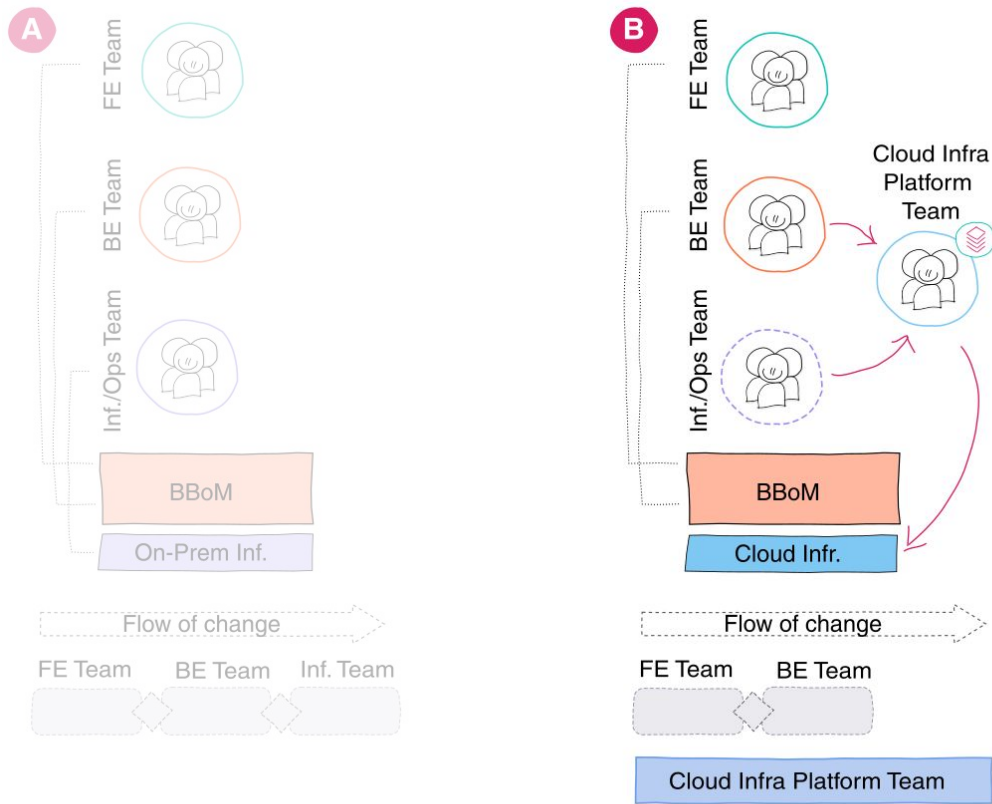 A
FE Team
BE Team
Inf./Ops Team
BBoM
On-Prem Inf.
Flow of change
FE Team
BE Team
Inf. Team
B
FE Team
BE Team
Inf./Ops Team
Cloud Infra
Platform
Team
BBoM
Cloud Infr.
Flow of change
FE Team
BE Team
Cloud Infra Platform Team